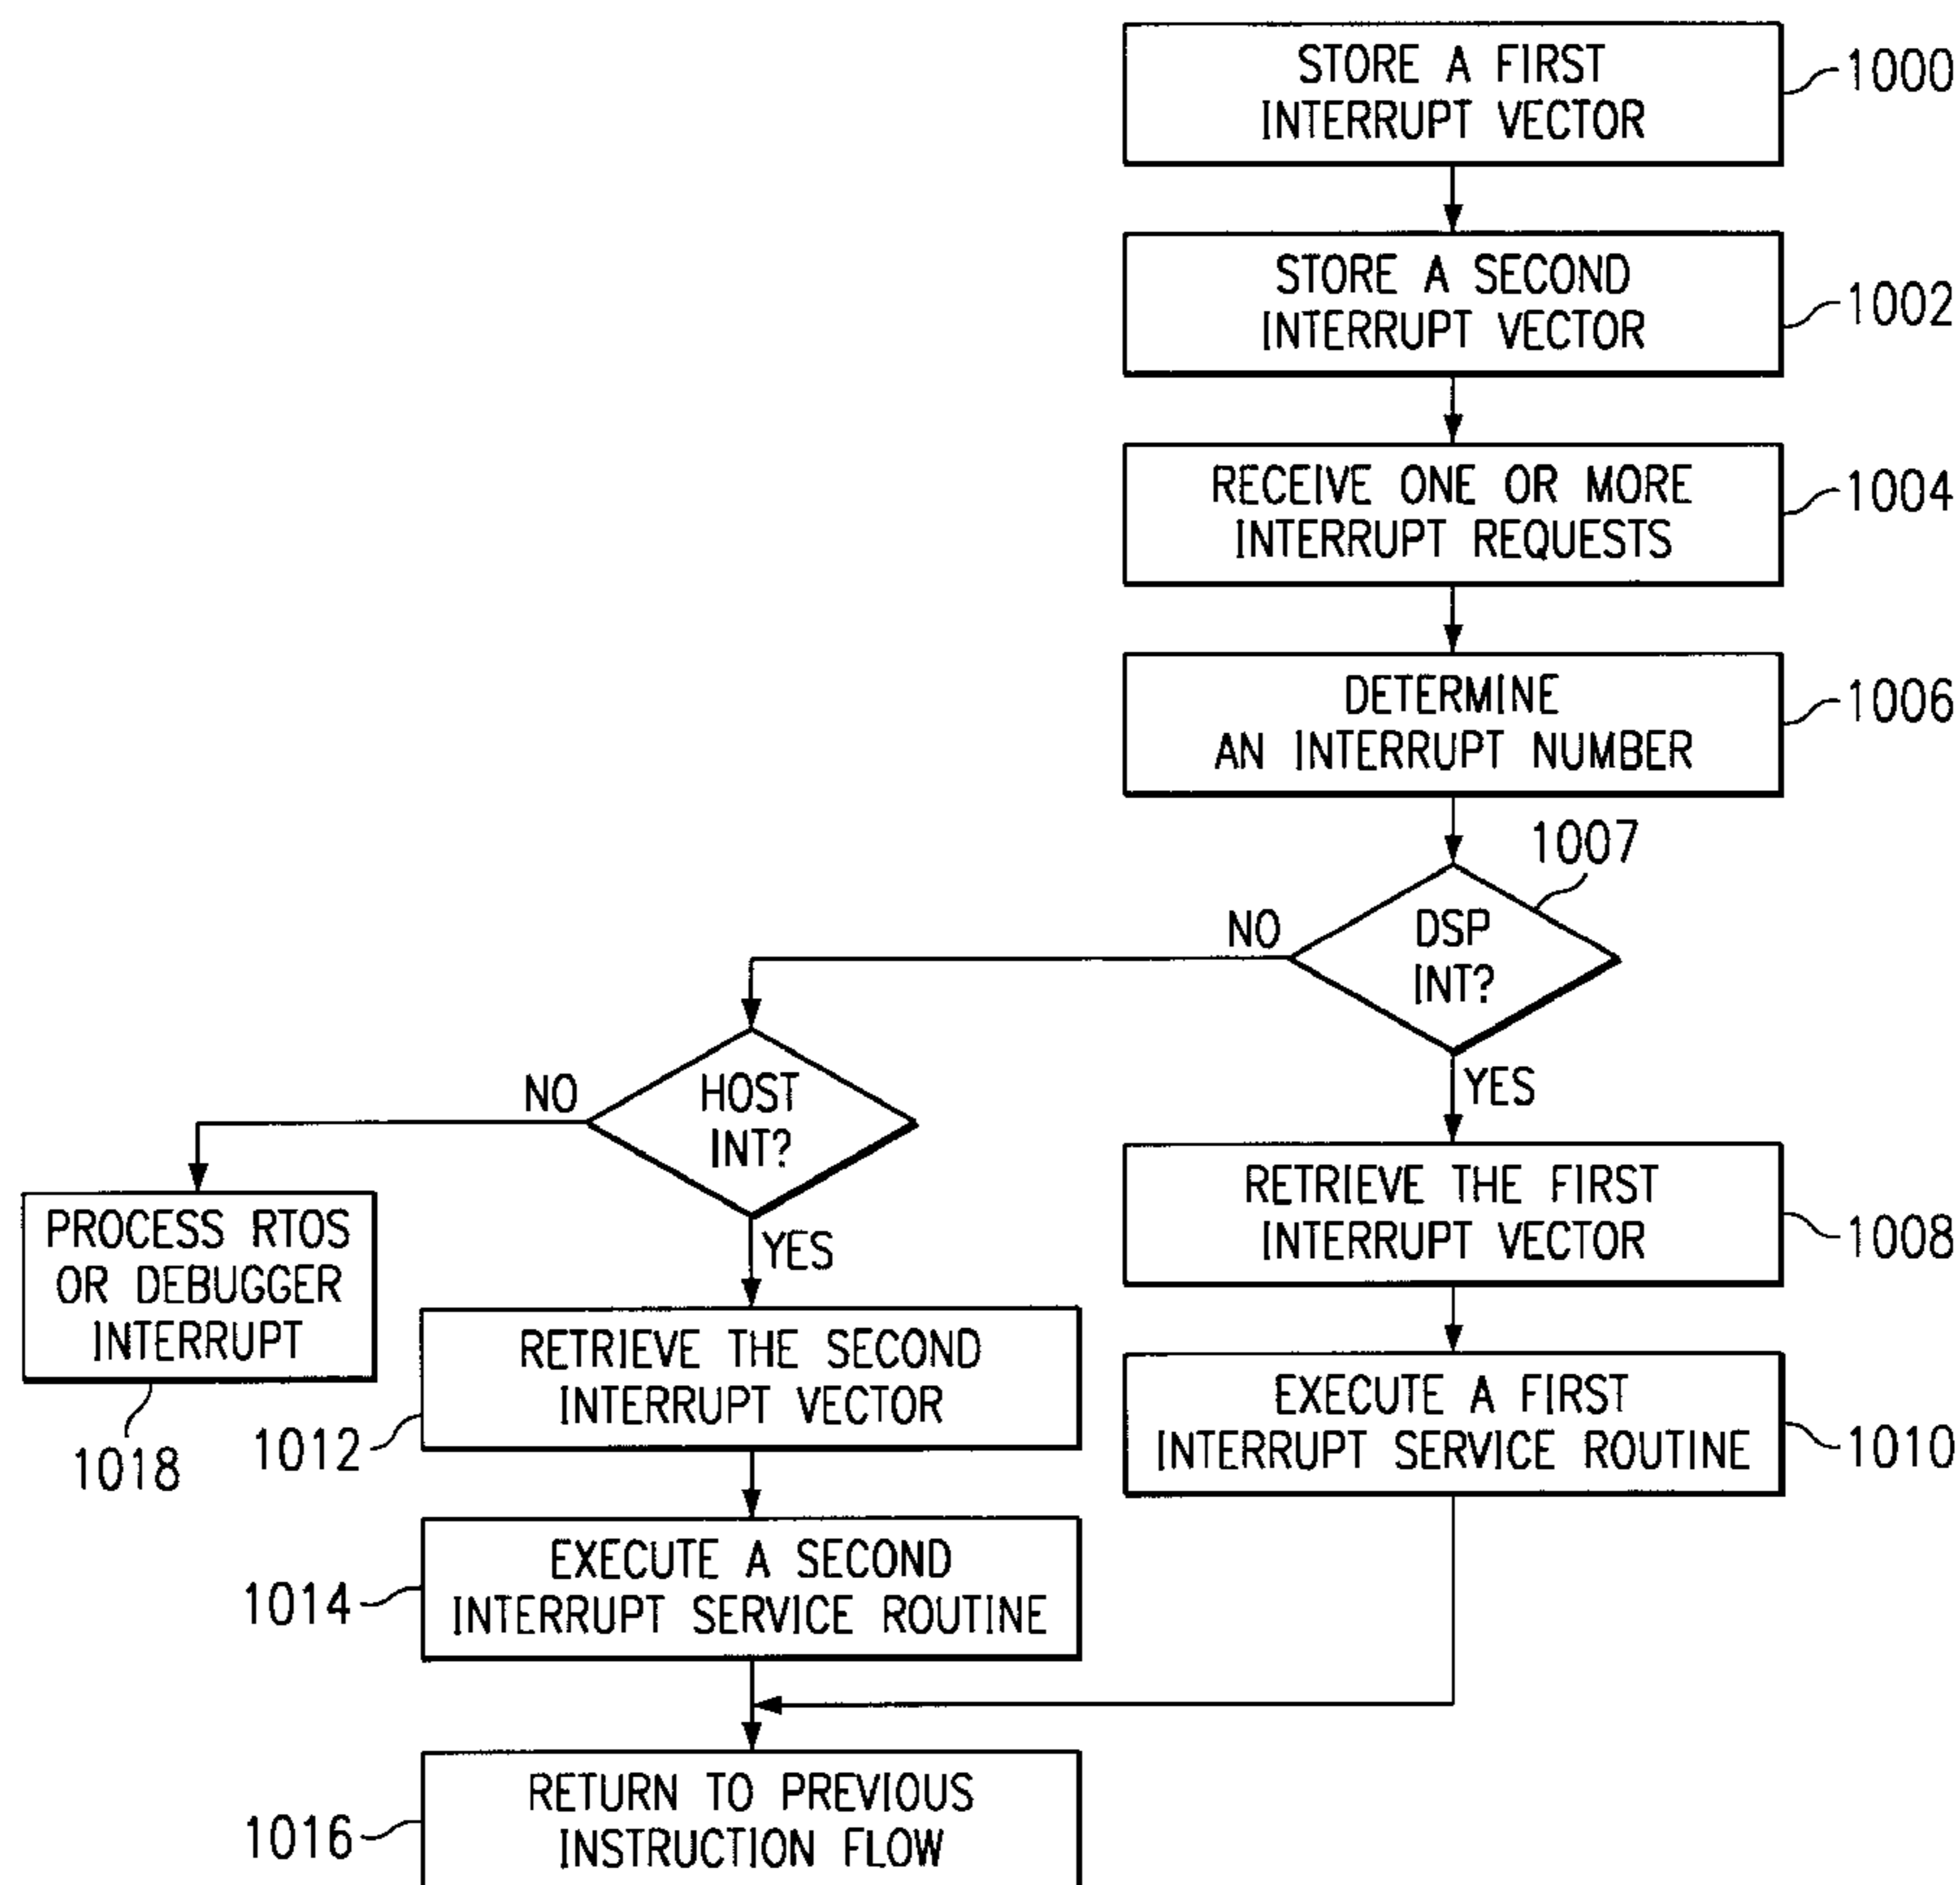 STORE A FIRST
INTERRUPT VECTOR
1000
STORE A SECOND
INTERRUPT VECTOR
1002
RECEIVE ONE OR MORE
INTERRUPT REQUESTS
1004
DETERMINE
AN INTERRUPT NUMBER
1006
1007
DSP
INT?
NO
YES
HOST
INT?
NO
YES
PROCESS RTOS
OR DEBUGGER
INTERRUPT
1018
RETRIEVE THE FIRST
INTERRUPT VECTOR
1008
RETRIEVE THE SECOND
INTERRUPT VECTOR
1012
EXECUTE A FIRST
INTERRUPT SERVICE ROUTINE
1010
EXECUTE A SECOND
INTERRUPT SERVICE ROUTINE
1014
RETURN TO PREVIOUS
INSTRUCTION FLOW
1016